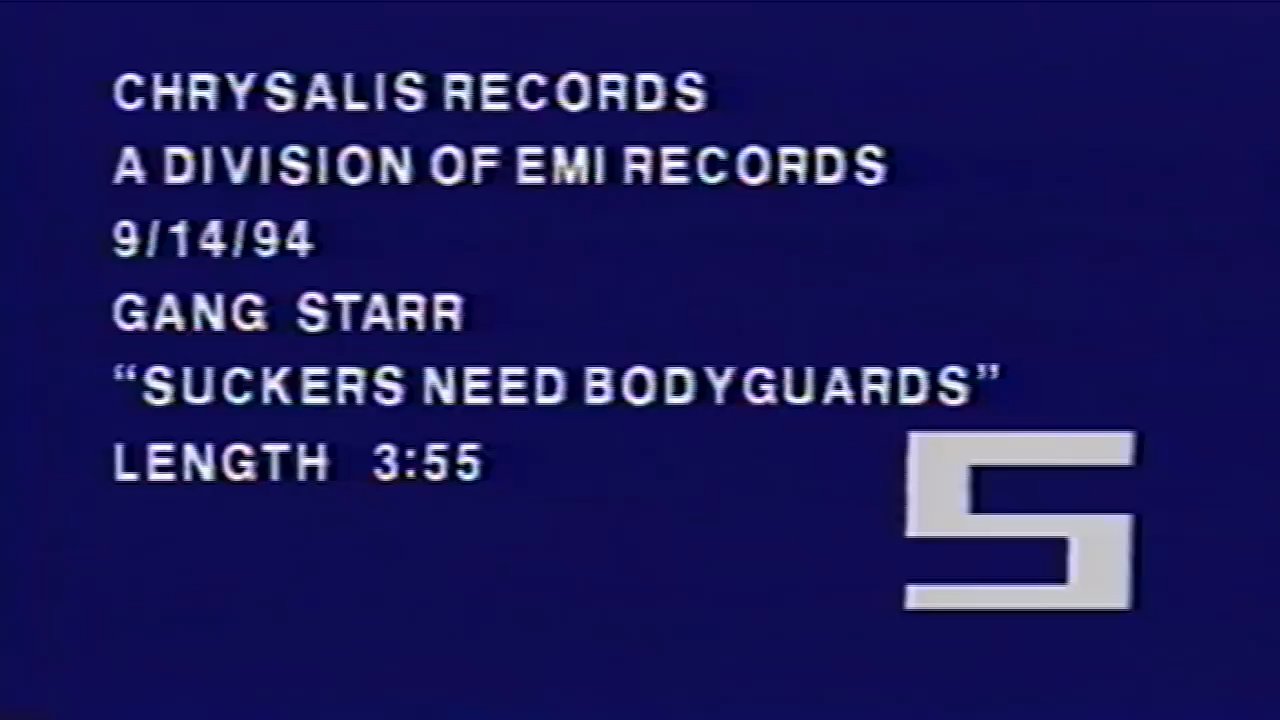 CHRYSALIS RECORDS
A DIVISION OF EMI RECORDS
9/14/94
GANG STARR
“SUCKERS NEED BODYGUARDS”
LENGTH 3:55
5